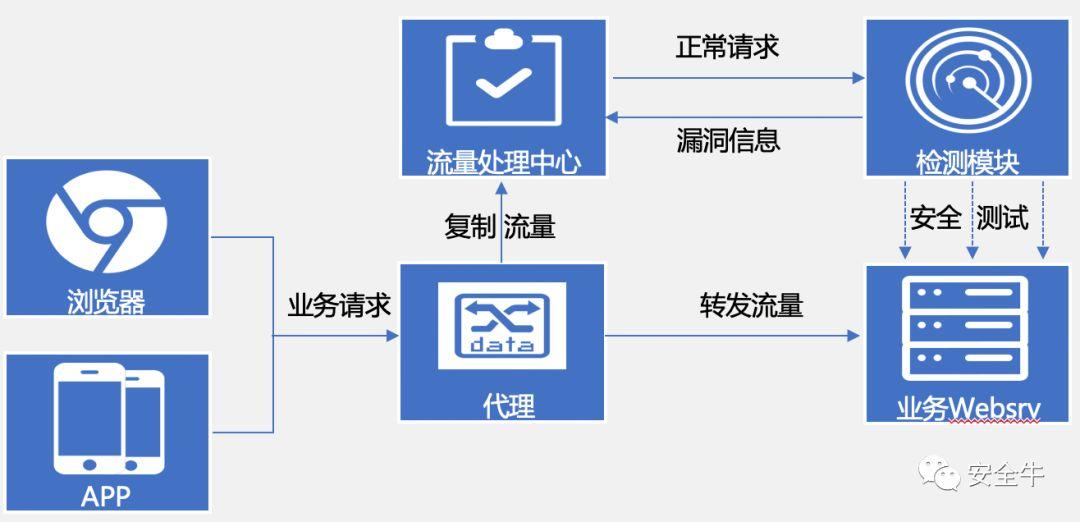 正常请求
漏洞信息
流量处理中心
检测模块
复制 流量
安全 测试
浏览器
业务请求
转发流量
data
代理
业务Websrv
APP
安全牛